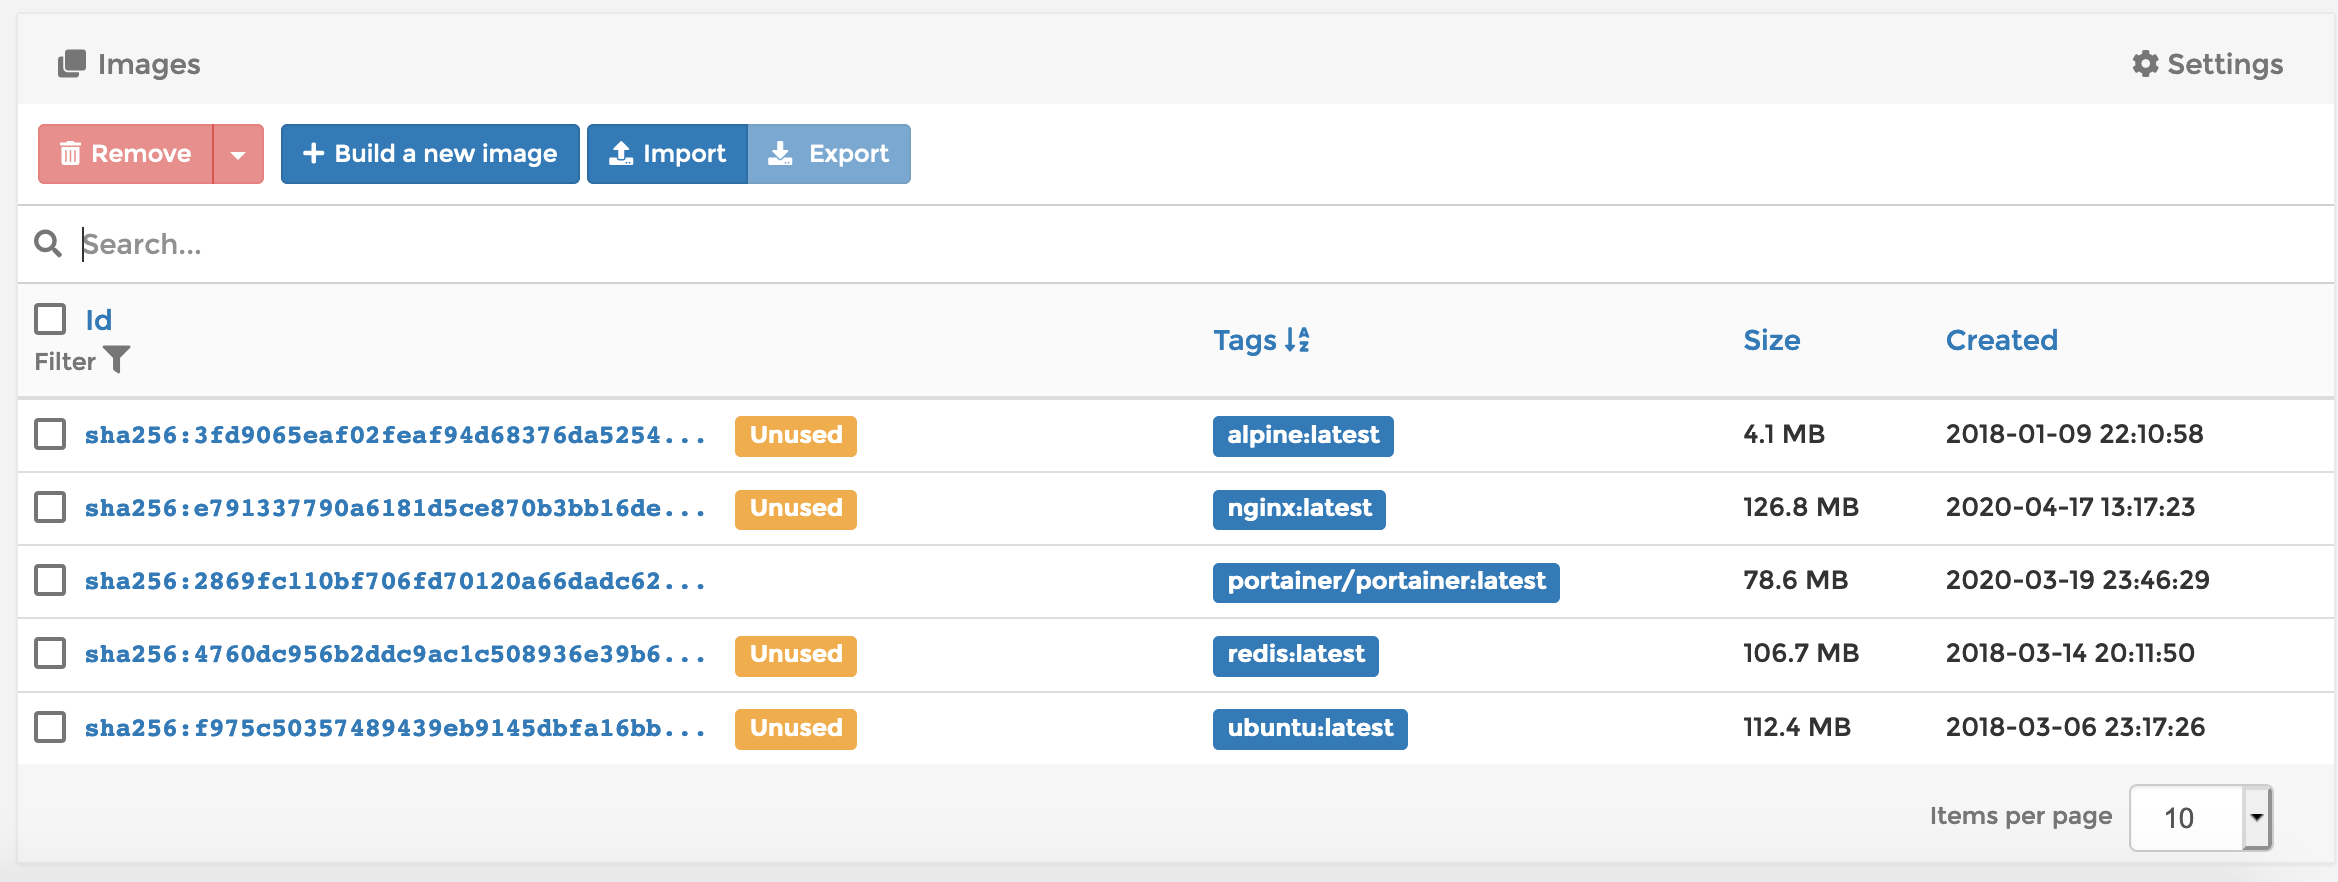 Images Settings
Remove Build a new image Import Export
Search...
Id
Filter Tags Size Created
sha256:3fd9065eaf02feaf94d68376da5254... Unused alpine:latest 4.1 MB 2018-01-09 22:10:58
sha256:e791337790a6181d5ce870b3bb16de... Unused nginx:latest 126.8 MB 2020-04-17 13:17:23
sha256:2869fc110bf706fd70120a66dadc62... portainer/portainer:latest 78.6 MB 2020-03-19 23:46:29
sha256:4760dc956b2ddc9ac1c508936e39b6... Unused redis:latest 106.7 MB 2018-03-14 20:11:50
sha256:f975c50357489439eb9145dbfa16bb... Unused ubuntu:latest 112.4 MB 2018-03-06 23:17:26
Items per page 10